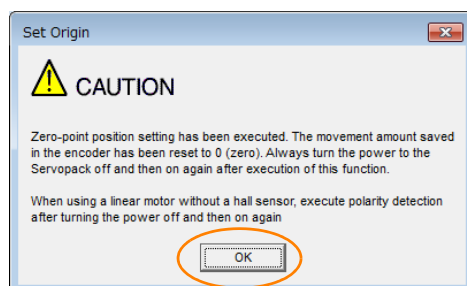 Set Origin
CAUTION
Zero-point position setting has been executed. The movement amount saved
in the encoder has been reset to 0 (zero). Always turn the power to the
Servopack off and then on again after execution of this function.
When using a linear motor without a hall sensor, execute polarity detection
after turning the power off and then on again
OK